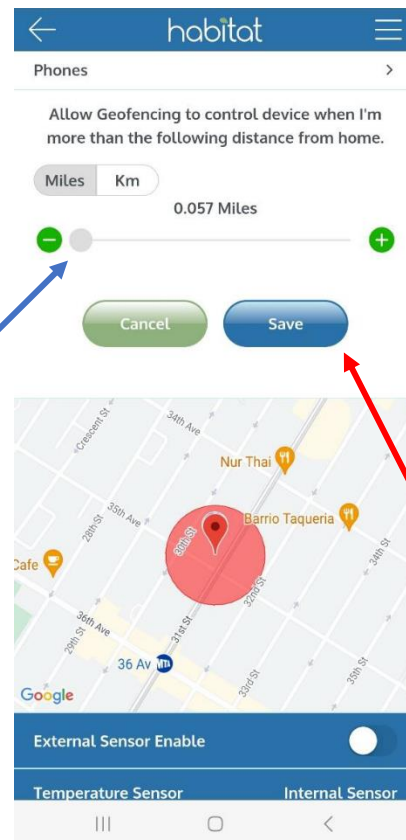 habitat
Phones
Allow Geofencing to control device when I'm
more than the following distance from home.
Miles Km
0.057 Miles
Cancel Save
Crescent St
34th Ave
Nur Thai
28th St
35th Ave
30th St
Barrio Taqueria
34th St
Cafe
32nd St
36th Ave
29th St
31st St
36 Av MTA
33rd St
35th St
Google
External Sensor Enable
Temperature Sensor Internal Sensor